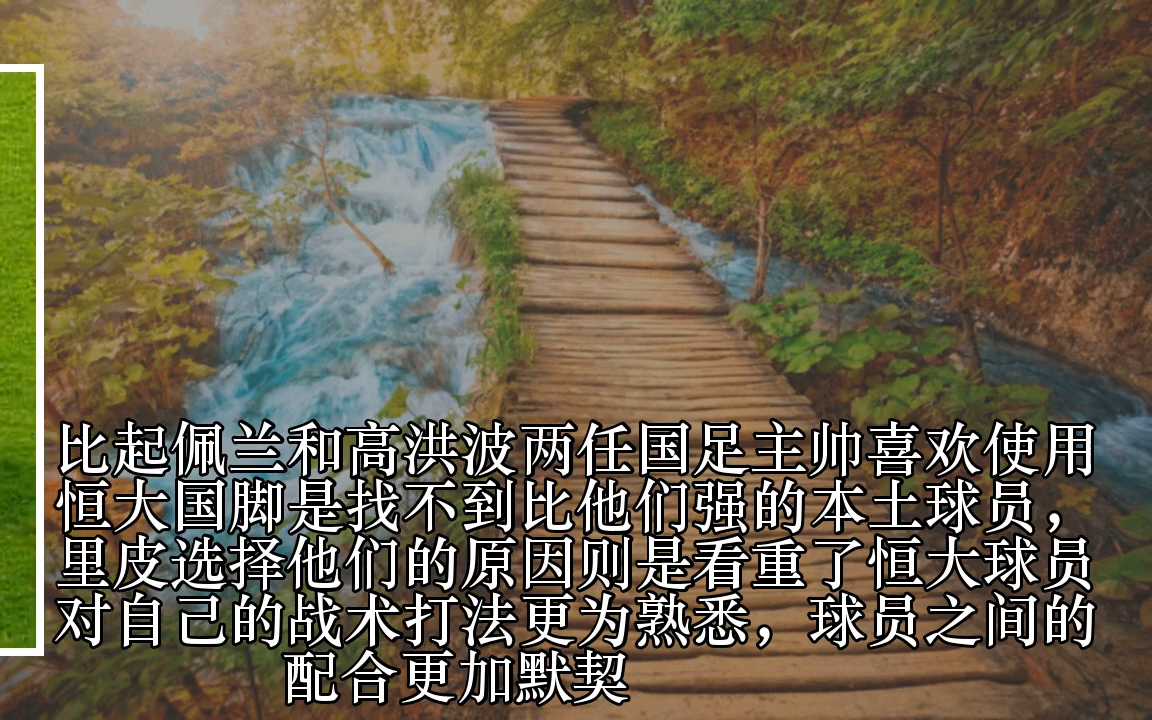 比起佩兰和高洪波两任国足主帅喜欢使用
恒大国脚是找不到比他们强的本土球员，
里皮选择他们的原因则是看重了恒大球员
对自己的战术打法更为熟悉，球员之间的
配合更加默契